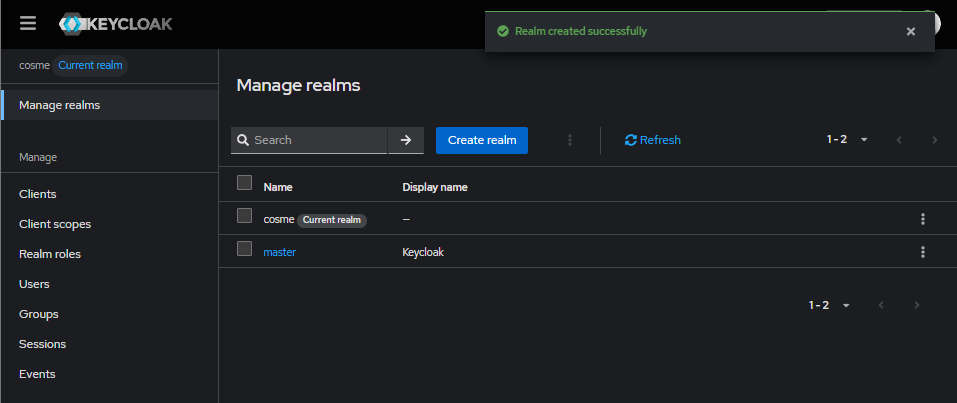 KEYCLOAK
Realm created successfully
cosme Current realm
Manage realms
Manage
Clients
Client scopes
Realm roles
Users
Groups
Sessions
Events
Manage realms
Search Create realm Refresh 1 - 2
Name Display name
cosme Current realm –
master Keycloak
1 - 2